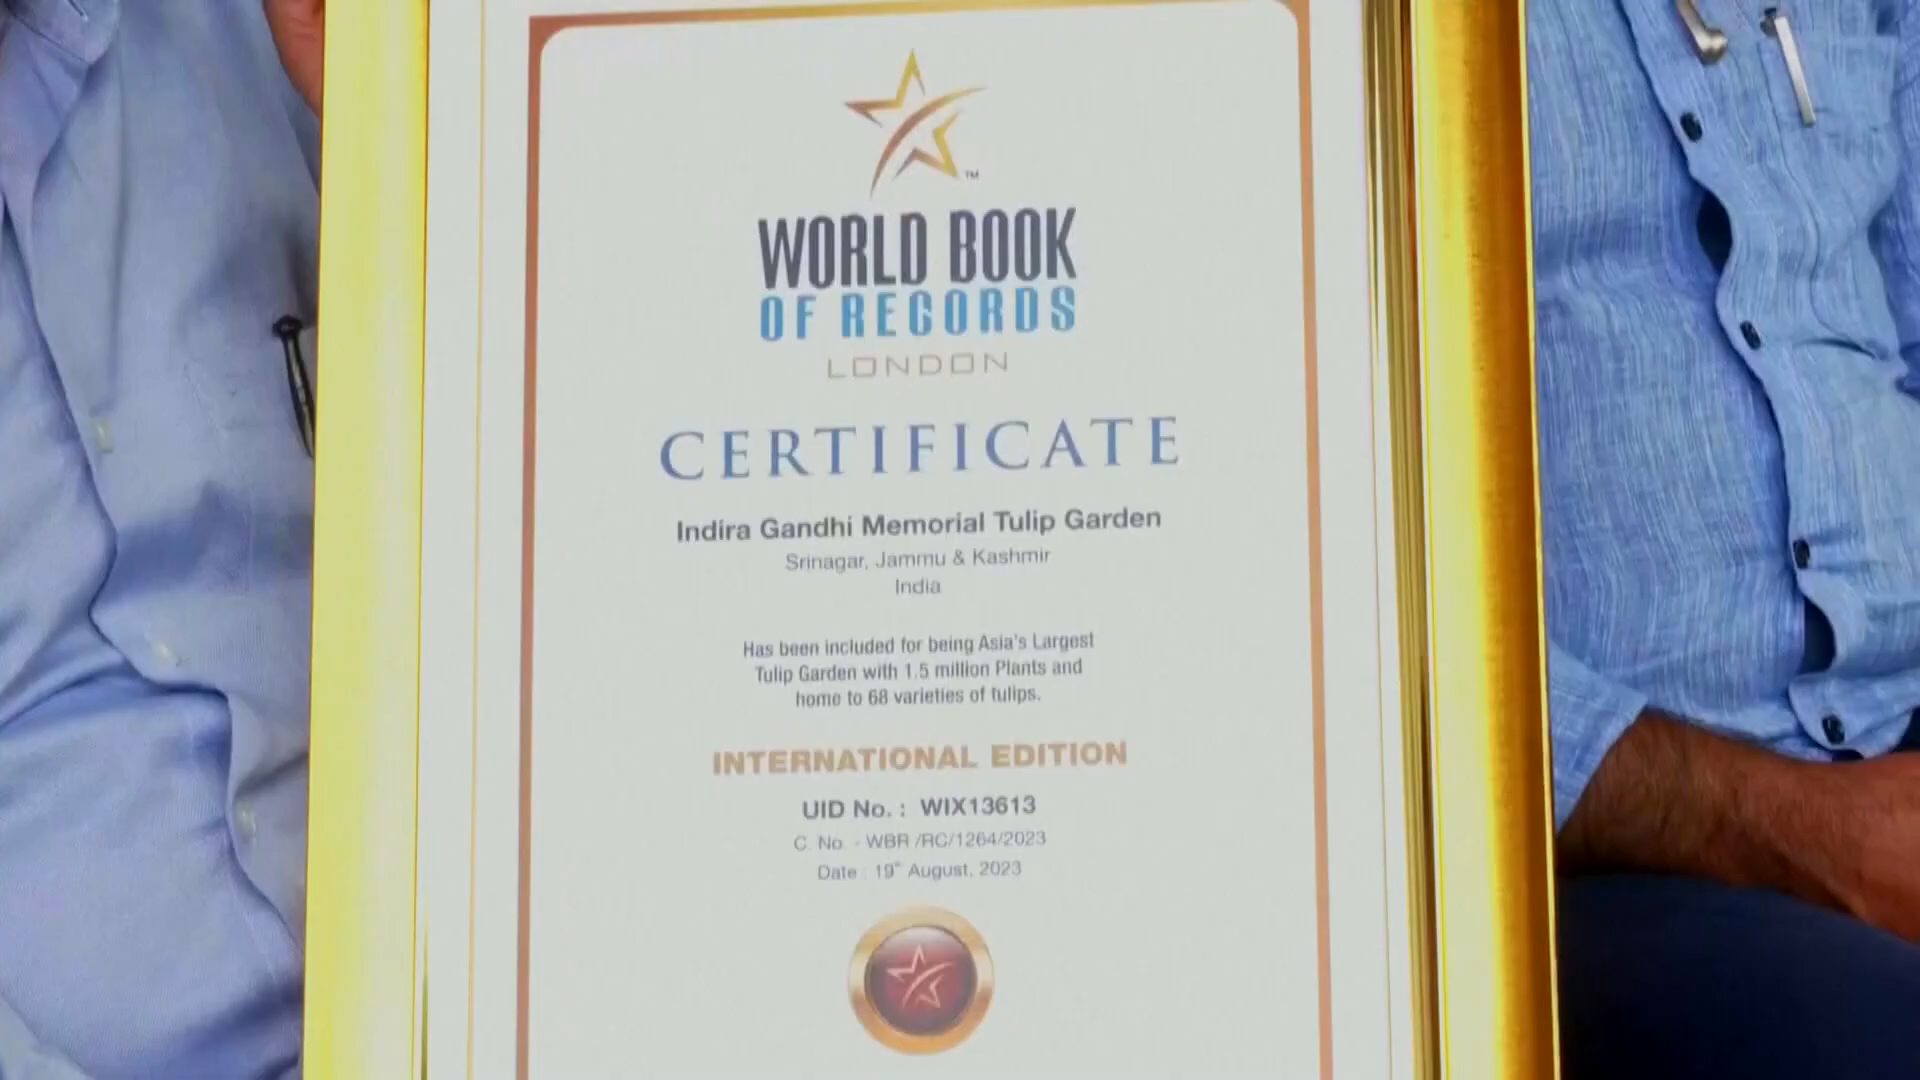 TM
WORLD BOOK
OF RECORDS
LONDON
CERTIFICATE
Indira Gandhi Memorial Tulip Garden
Srinagar, Jammu & Kashmir
India
Has been included for being Asia's Largest
Tulip Garden with 1.5 million Plants and
home to 68 varieties of tulips.
INTERNATIONAL EDITION
UID No. : WIX13613
C. No. - WBR /RC/1264/2023
Date : 19th August, 2023